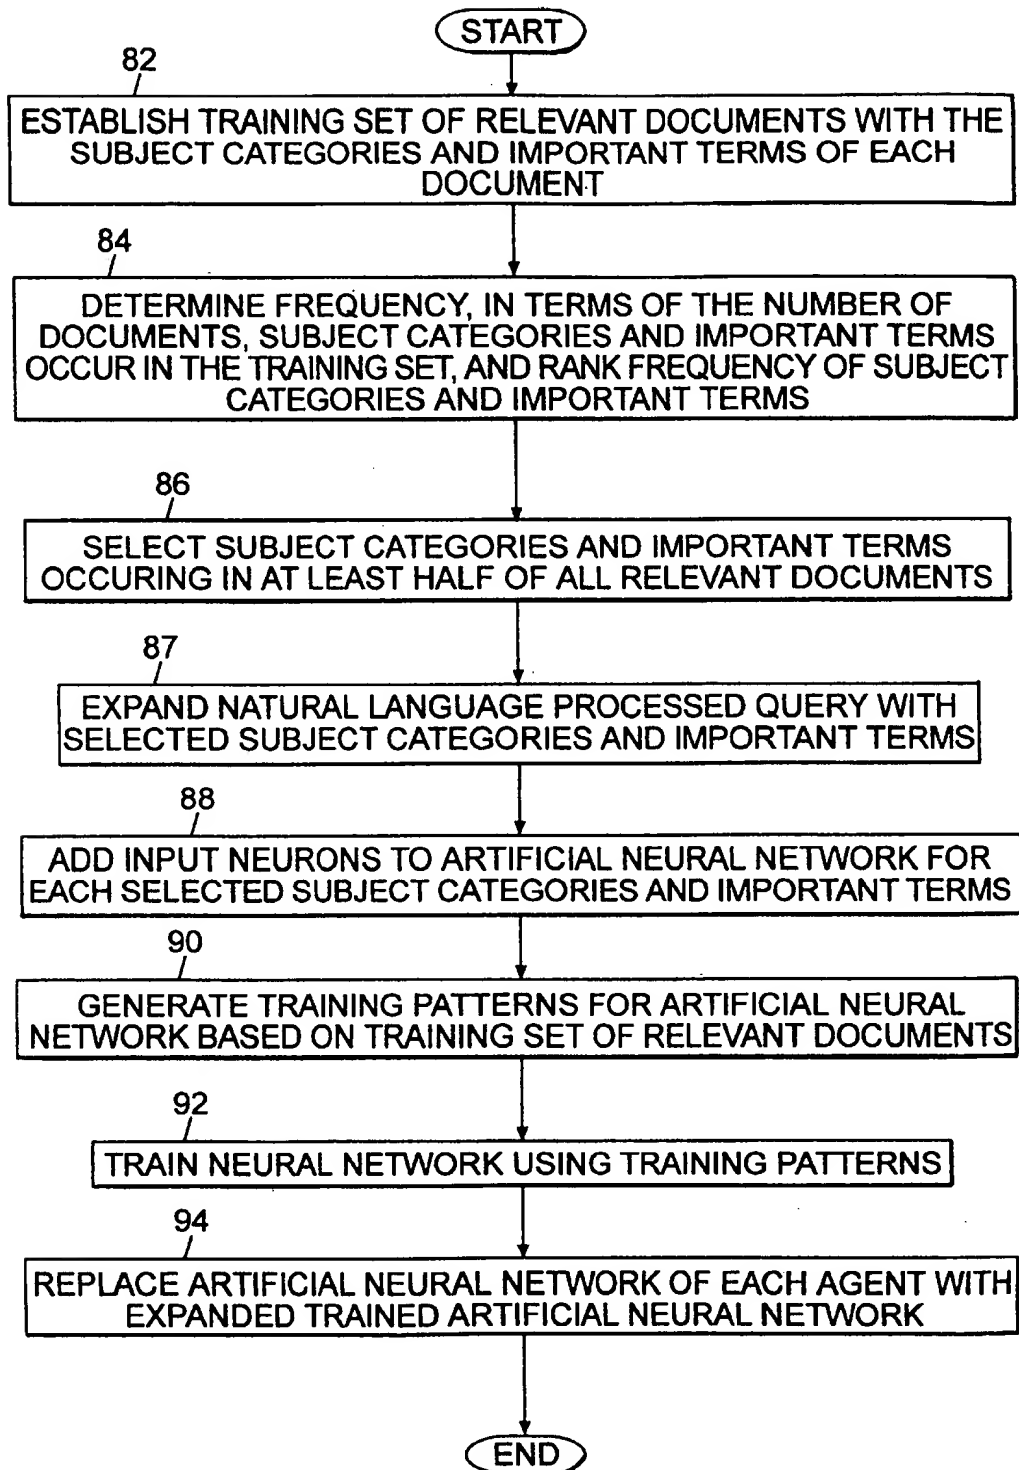 START
82
ESTABLISH TRAINING SET OF RELEVANT DOCUMENTS WITH THE
SUBJECT CATEGORIES AND IMPORTANT TERMS OF EACH
DOCUMENT
84
DETERMINE FREQUENCY, IN TERMS OF THE NUMBER OF
DOCUMENTS, SUBJECT CATEGORIES AND IMPORTANT TERMS
OCCUR IN THE TRAINING SET, AND RANK FREQUENCY OF SUBJECT
CATEGORIES AND IMPORTANT TERMS
86
SELECT SUBJECT CATEGORIES AND IMPORTANT TERMS
OCCURING IN AT LEAST HALF OF ALL RELEVANT DOCUMENTS
87
EXPAND NATURAL LANGUAGE PROCESSED QUERY WITH
SELECTED SUBJECT CATEGORIES AND IMPORTANT TERMS
88
ADD INPUT NEURONS TO ARTIFICIAL NEURAL NETWORK FOR
EACH SELECTED SUBJECT CATEGORIES AND IMPORTANT TERMS
90
GENERATE TRAINING PATTERNS FOR ARTIFICIAL NEURAL
NETWORK BASED ON TRAINING SET OF RELEVANT DOCUMENTS
92
TRAIN NEURAL NETWORK USING TRAINING PATTERNS
94
REPLACE ARTIFICIAL NEURAL NETWORK OF EACH AGENT WITH
EXPANDED TRAINED ARTIFICIAL NEURAL NETWORK
END